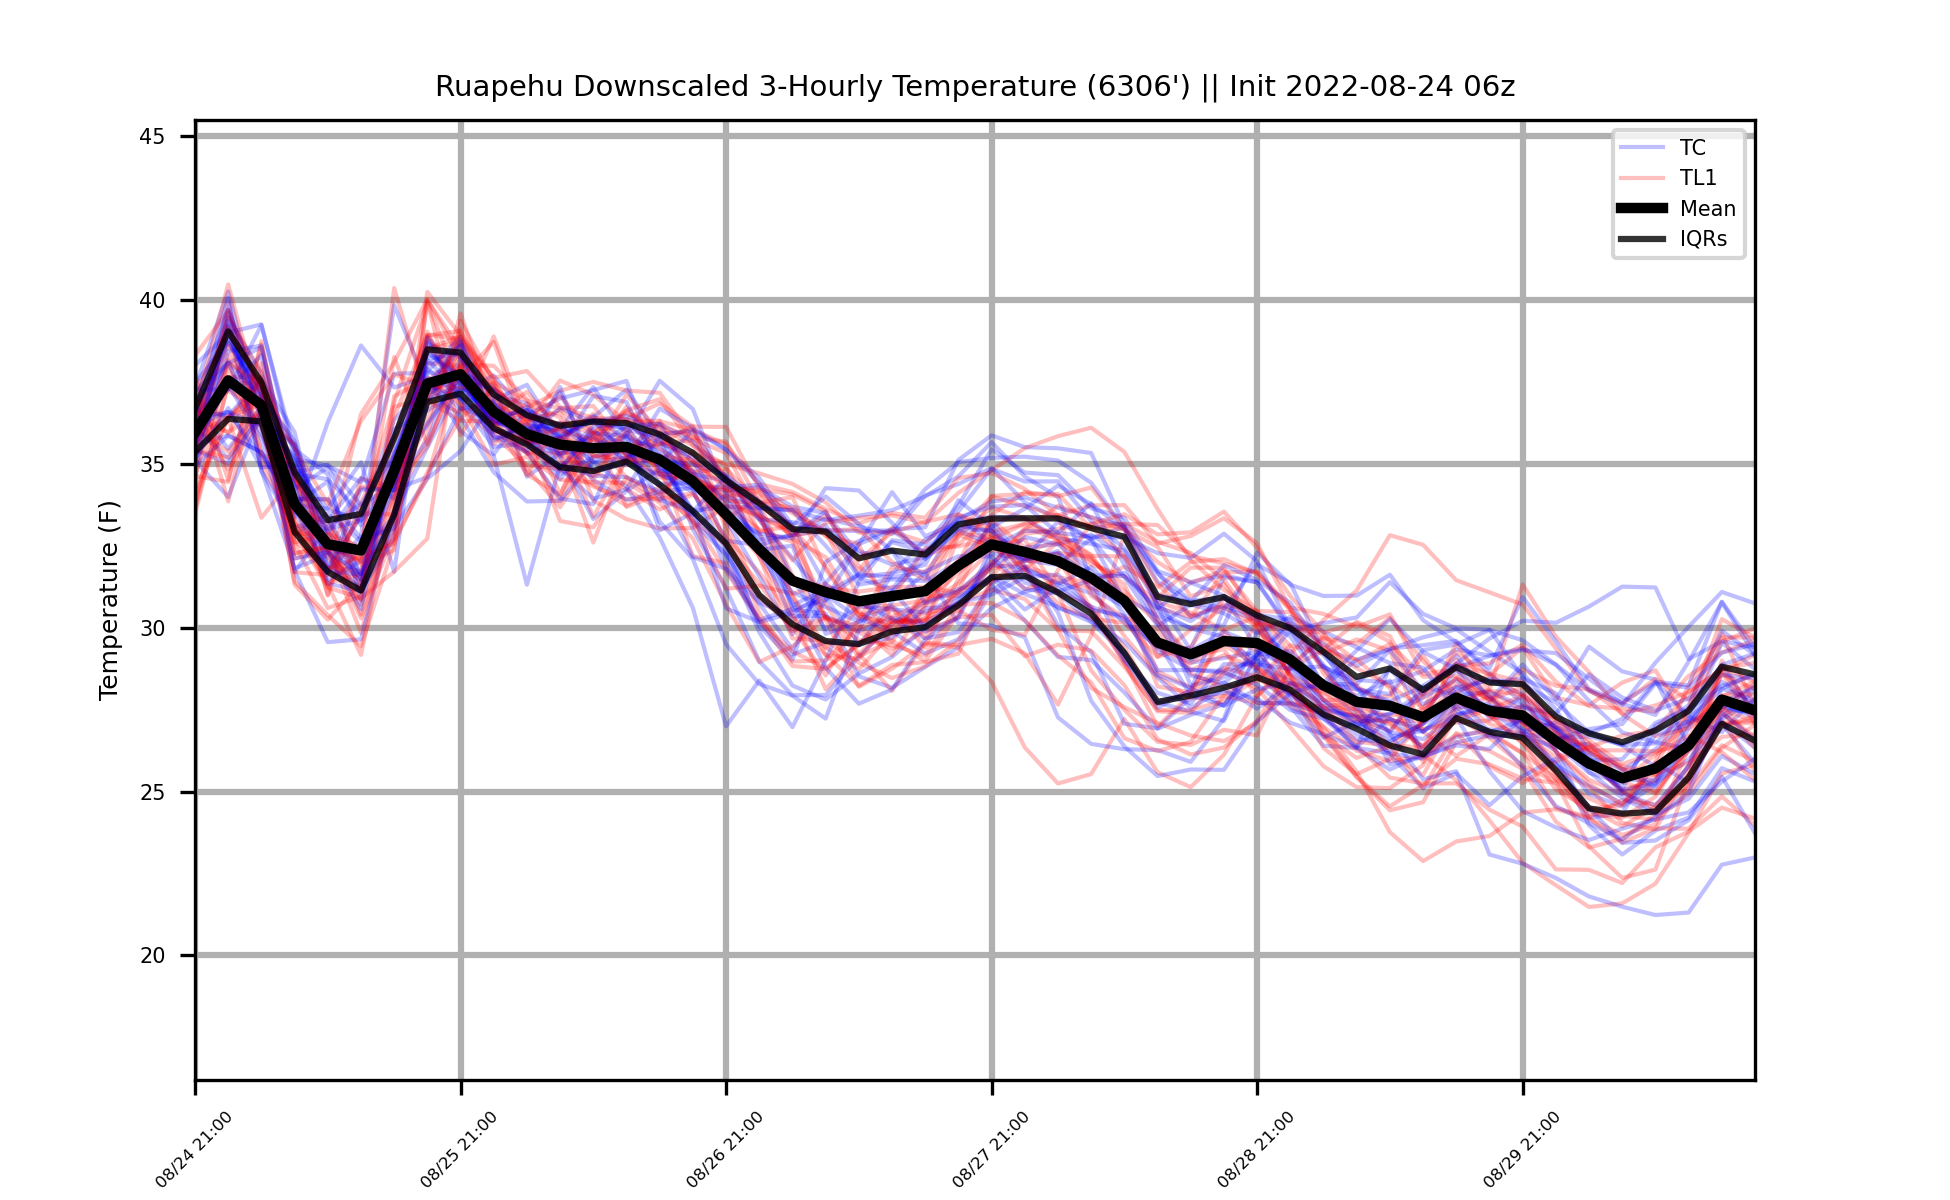 Ruapehu Downscaled 3-Hourly Temperature (6306') || Init 2022-08-24 06z
TC
TL1
Mean
IQRs
Temperature (F)
45
40
35
30
25
20
08/24 21:00
08/25 21:00
08/26 21:00
08/27 21:00
08/28 21:00
08/29 21:00